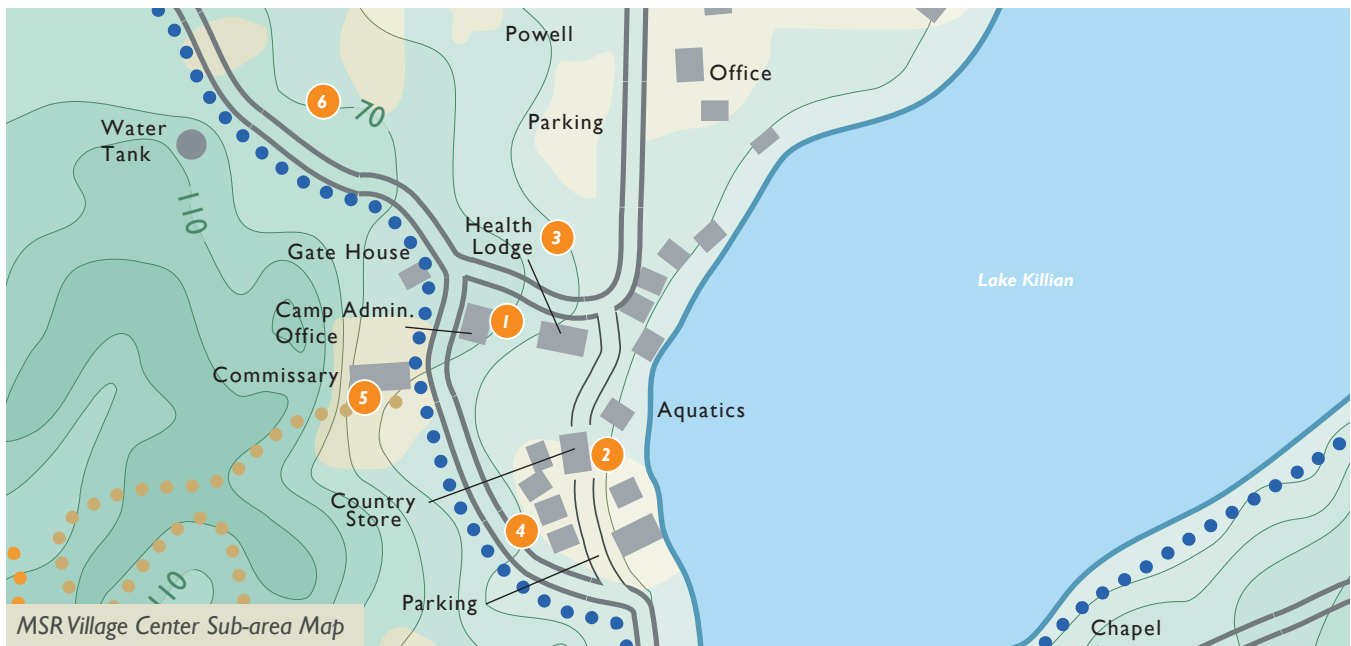 Powell
Office
6
70
Parking
Water
Tank
110
Health
Lodge
3
Gate House
Lake Killian
Camp Admin.
Office
1
Commissary
5
Aquatics
2
Country
Store
4
110
Parking
Chapel
MSR Village Center Sub-area Map